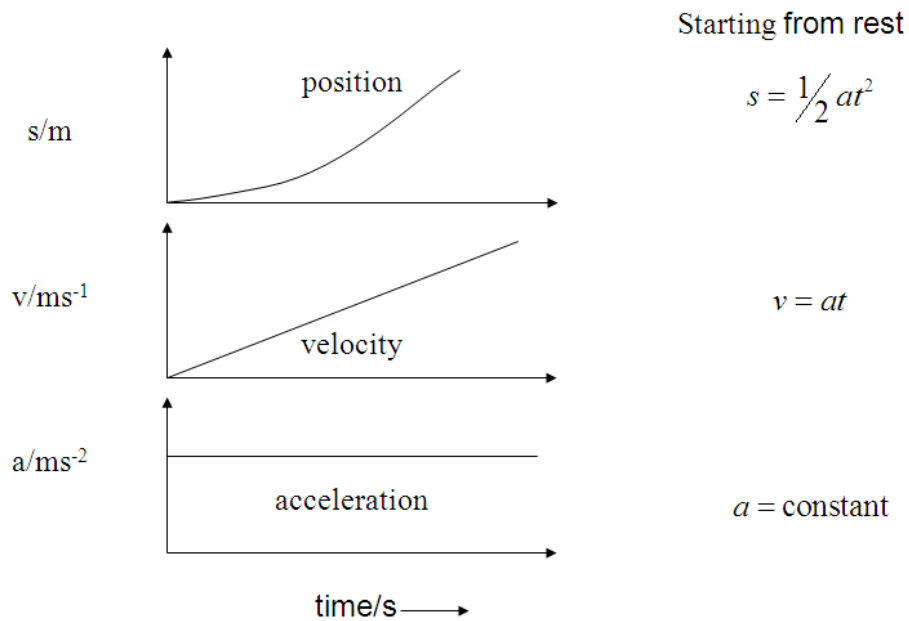 Starting from rest
position
s = 1/2 at²
s/m
v/ms⁻¹
v = at
velocity
a/ms⁻²
acceleration
a = constant
time/s